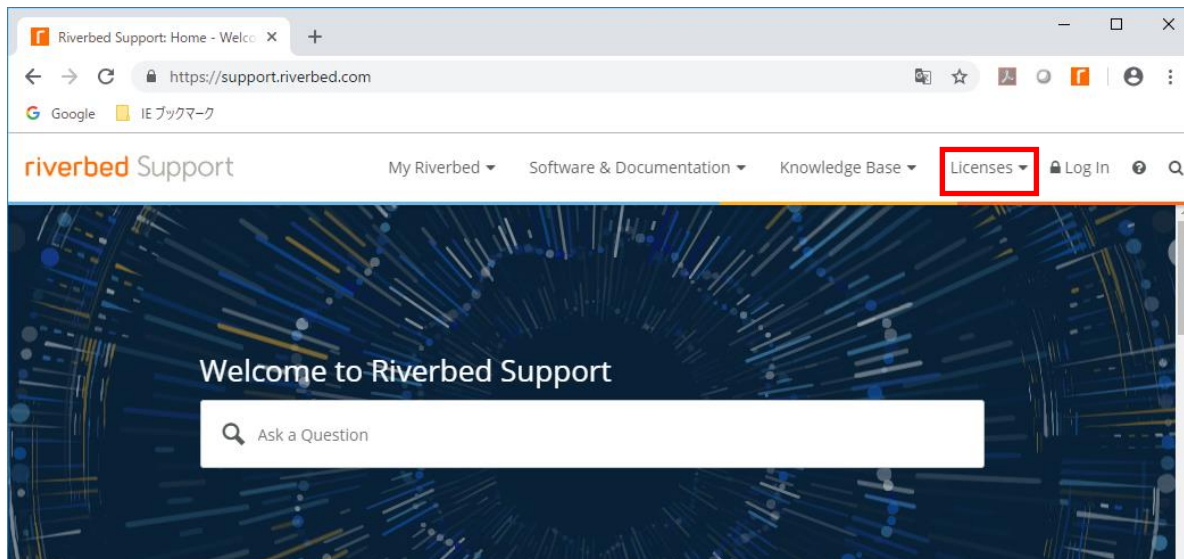 Riverbed Support: Home - Welco
https://support.riverbed.com
Google IE ブックマーク
riverbed Support My Riverbed Software & Documentation Knowledge Base Licenses Log In
Welcome to Riverbed Support
Ask a Question